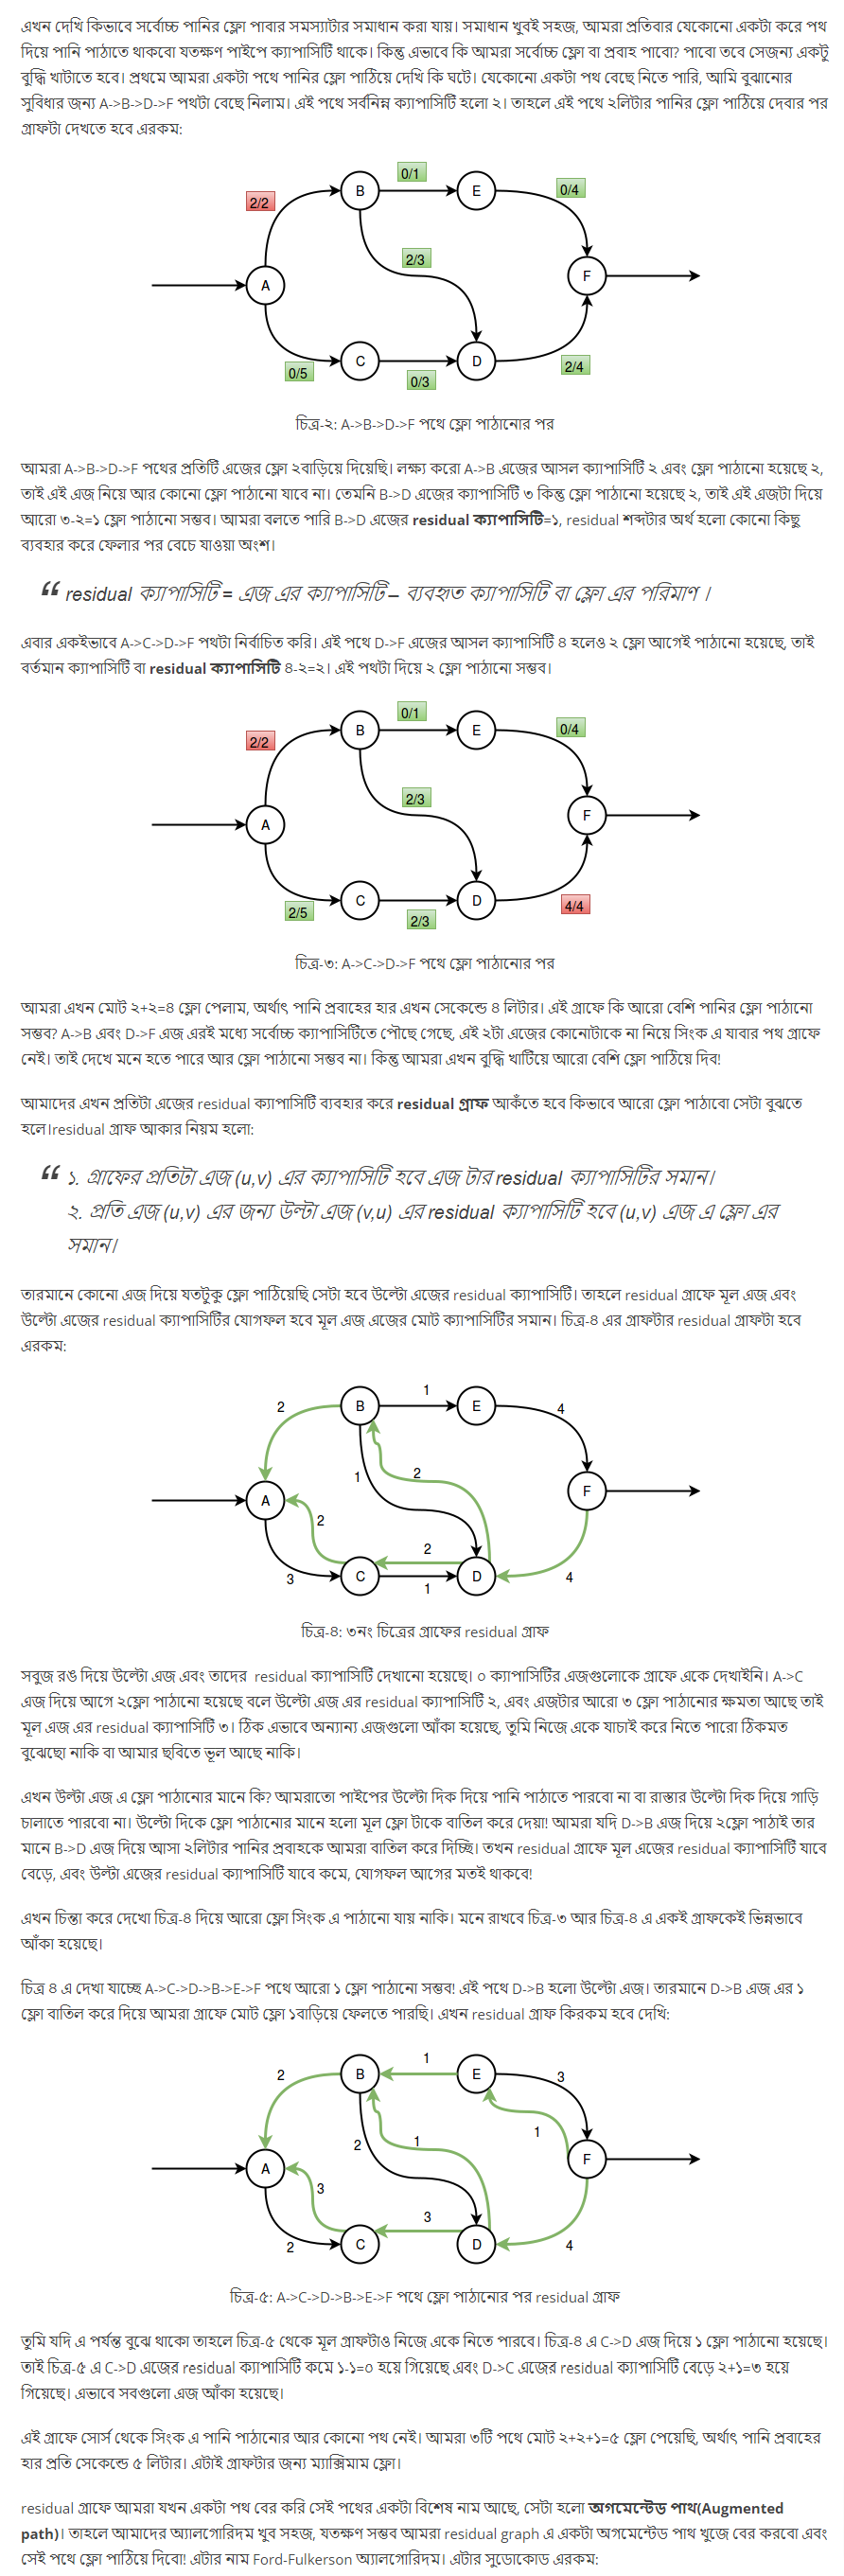 এখন দেখি কিভাবে সর্বোচ্চ পানির ফ্লো পাবার সমস্যাটার সমাধান করা যায়। সমাধান খুবই সহজ, আমরা প্রতিবার যেকোনো একটা করে পথ
দিয়ে পানি পাঠাতে থাকবো যতক্ষণ পাইপে ক্যাপাসিটি থাকে। কিন্তু এভাবে কি আমরা সর্বোচ্চ ফ্লো বা প্রবাহ পাবো? পাবো তবে সেজন্য একটু
বুদ্ধি খাটাতে হবে। প্রথমে আমরা একটা পথে পানির ফ্লো পাঠিয়ে দেখি কি ঘটে। যেকোনো একটা পথ বেছে নিতে পারি, আমি বুঝানোর
সুবিধার জন্য A->B->D->F পথটা বেছে নিলাম। এই পথে সর্বনিম্ন ক্যাপাসিটি হলো ২। তাহলে এই পথে ২লিটার পানির ফ্লো পাঠিয়ে দেবার পর
গ্রাফটা দেখতে হবে এরকম:
0/1
B
E
0/4
2/2
2/3
F
A
C
D
2/4
0/5
0/3
চিত্র-২: A->B->D->F পথে ফ্লো পাঠানোর পর
আমরা A->B->D->F পথের প্রতিটি এজের ফ্লো ২বাড়িয়ে দিয়েছি। লক্ষ্য করো A->B এজের আসল ক্যাপাসিটি ২ এবং ফ্লো পাঠানো হয়েছে ২,
তাই এই এজ নিয়ে আর কোনো ফ্লো পাঠানো যাবে না। তেমনি B->D এজের ক্যাপাসিটি ৩ কিন্তু ফ্লো পাঠানো হয়েছে ২, তাই এই এজটা দিয়ে
আরো ৩-২=১ ফ্লো পাঠানো সম্ভব। আমরা বলতে পারি B->D এজের residual ক্যাপাসিটি=১, residual শব্দটার অর্থ হলো কোনো কিছু
ব্যবহার করে ফেলার পর বেচে যাওয়া অংশ।
“ residual ক্যাপাসিটি = এজ এর ক্যাপাসিটি – ব্যবহৃত ক্যাপাসিটি বা ফ্লো এর পরিমাণ ।
এবার একইভাবে A->C->D->F পথটা নির্বাচিত করি। এই পথে D->F এজের আসল ক্যাপাসিটি ৪ হলেও ২ ফ্লো আগেই পাঠানো হয়েছে, তাই
বর্তমান ক্যাপাসিটি বা residual ক্যাপাসিটি ৪-২=২। এই পথটা দিয়ে ২ ফ্লো পাঠানো সম্ভব।
0/1
B
E
0/4
2/2
2/3
F
A
C
D
4/4
2/5
2/3
চিত্র-৩: A->C->D->F পথে ফ্লো পাঠানোর পর
আমরা এখন মোট ২+২=৪ ফ্লো পেলাম, অর্থাৎ পানি প্রবাহের হার এখন সেকেন্ডে ৪ লিটার। এই গ্রাফে কি আরো বেশি পানির ফ্লো পাঠানো
সম্ভব? A->B এবং D->F এজ এরই মধ্যে সর্বোচ্চ ক্যাপাসিটিতে পৌছে গেছে, এই ২টা এজের কোনোটাকে না নিয়ে সিংক এ যাবার পথ গ্রাফে
নেই। তাই দেখে মনে হতে পারে আর ফ্লো পাঠানো সম্ভব না। কিন্তু আমরা এখন বুদ্ধি খাটিয়ে আরো বেশি ফ্লো পাঠিয়ে দিব!
আমাদের এখন প্রতিটা এজের residual ক্যাপাসিটি ব্যবহার করে residual গ্রাফ আকঁতে হবে কিভাবে আরো ফ্লো পাঠাবো সেটা বুঝতে
হলে।residual গ্রাফ আকার নিয়ম হলো:
“ ১. গ্রাফের প্রতিটা এজ (u,v) এর ক্যাপাসিটি হবে এজ টার residual ক্যাপাসিটির সমান।
২. প্রতি এজ (u,v) এর জন্য উল্টা এজ (v,u) এর residual ক্যাপাসিটি হবে (u,v) এজ এ ফ্লো এর
সমান।
তারমানে কোনো এজ দিয়ে যতটুকু ফ্লো পাঠিয়েছি সেটা হবে উল্টো এজের residual ক্যাপাসিটি। তাহলে residual গ্রাফে মূল এজ এবং
উল্টো এজের residual ক্যাপাসিটির যোগফল হবে মূল এজ এজের মোট ক্যাপাসিটির সমান। চিত্র-৪ এর গ্রাফটার residual গ্রাফটা হবে
এরকম:
1
2
B
E
4
1
2
F
A
2
2
3
C
D
4
1
চিত্র-৪: ৩নং চিত্রের গ্রাফের residual গ্রাফ
সবুজ রঙ দিয়ে উল্টো এজ এবং তাদের residual ক্যাপাসিটি দেখানো হয়েছে। ০ ক্যাপাসিটির এজগুলোকে গ্রাফে একে দেখাইনি। A->C
এজ দিয়ে আগে ২ফ্লো পাঠানো হয়েছে বলে উল্টো এজ এর residual ক্যাপাসিটি ২, এবং এজটার আরো ৩ ফ্লো পাঠানোর ক্ষমতা আছে তাই
মূল এজ এর residual ক্যাপাসিটি ৩। ঠিক এভাবে অন্যান্য এজগুলো আঁকা হয়েছে, তুমি নিজে একে যাচাই করে নিতে পারো ঠিকমত
বুঝেছো নাকি বা আমার ছবিতে ভূল আছে নাকি।
এখন উল্টা এজ এ ফ্লো পাঠানোর মানে কি? আমরাতো পাইপের উল্টো দিক দিয়ে পানি পাঠাতে পারবো না বা রাস্তার উল্টো দিক দিয়ে গাড়ি
চালাতে পারবো না। উল্টো দিকে ফ্লো পাঠানোর মানে হলো মূল ফ্লো টাকে বাতিল করে দেয়া! আমরা যদি D->B এজ দিয়ে ২ফ্লো পাঠাই তার
মানে B->D এজ দিয়ে আসা ২লিটার পানির প্রবাহকে আমরা বাতিল করে দিচ্ছি। তখন residual গ্রাফে মূল এজের residual ক্যাপাসিটি যাবে
বেড়ে, এবং উল্টা এজের residual ক্যাপাসিটি যাবে কমে, যোগফল আগের মতই থাকবে!
এখন চিন্তা করে দেখো চিত্র-৪ দিয়ে আরো ফ্লো সিংক এ পাঠানো যায় নাকি। মনে রাখবে চিত্র-৩ আর চিত্র-৪ এ একই গ্রাফকেই ভিন্নভাবে
আঁকা হয়েছে।
চিত্র ৪ এ দেখা যাচ্ছে A->C->D->B->E->F পথে আরো ১ ফ্লো পাঠানো সম্ভব! এই পথে D->B হলো উল্টো এজ। তারমানে D->B এজ এর ১
ফ্লো বাতিল করে দিয়ে আমরা গ্রাফে মোট ফ্লো ১বাড়িয়ে ফেলতে পারছি। এখন residual গ্রাফ কিরকম হবে দেখি:
1
2
B
E
3
1
2
1
F
A
3
3
2
C
D
4
চিত্র-৫: A->C->D->B->E->F পথে ফ্লো পাঠানোর পর residual গ্রাফ
তুমি যদি এ পর্যন্ত বুঝে থাকো তাহলে চিত্র-৫ থেকে মূল গ্রাফটাও নিজে একে নিতে পারবে। চিত্র-৪ এ C->D এজ দিয়ে ১ ফ্লো পাঠানো হয়েছে।
তাই চিত্র-৫ এ C->D এজের residual ক্যাপাসিটি কমে ১-১=০ হয়ে গিয়েছে এবং D->C এজের residual ক্যাপাসিটি বেড়ে ২+১=৩ হয়ে
গিয়েছে। এভাবে সবগুলো এজ আঁকা হয়েছে।
এই গ্রাফে সোর্স থেকে সিংক এ পানি পাঠানোর আর কোনো পথ নেই। আমরা ৩টি পথে মোট ২+২+১=৫ ফ্লো পেয়েছি, অর্থাৎ পানি প্রবাহের
হার প্রতি সেকেন্ডে ৫ লিটার। এটাই গ্রাফটার জন্য ম্যাক্সিমাম ফ্লো।
residual গ্রাফে আমরা যখন একটা পথ বের করি সেই পথের একটা বিশেষ নাম আছে, সেটা হলো অগমেন্টেড পাথ(Augmented
path)। তাহলে আমাদের অ্যালগোরিদম খুব সহজ, যতক্ষণ সম্ভব আমরা residual graph এ একটা অগমেন্টেড পাথ খুজে বের করবো এবং
সেই পথে ফ্লো পাঠিয়ে দিবো! এটার নাম Ford-Fulkerson অ্যালগোরিদম। এটার সুডোকোড এরকম: